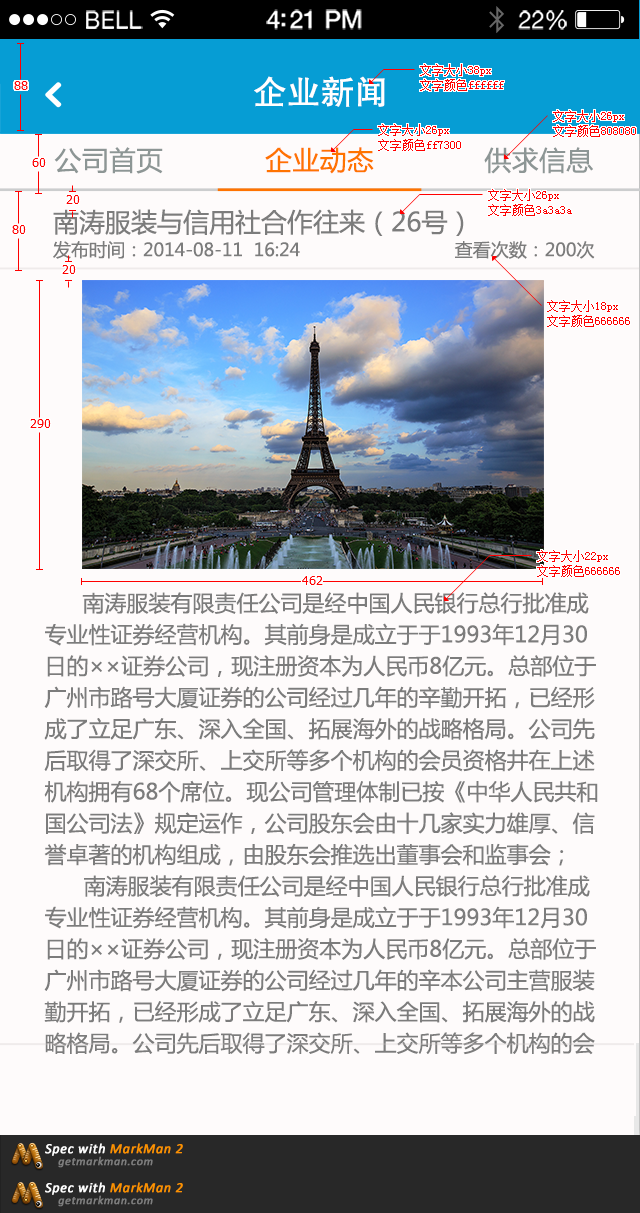 BELL 4:21 PM 22%
88
企业新闻
文字大小36px
文字颜色ffffff
文字大小26px
文字颜色808080
文字大小26px
文字颜色ff7300
60
公司首页 企业动态 供求信息
20
文字大小26px
文字颜色3a3a3a
80
南涛服装与信用社合作往来（26号）
发布时间：2014-08-11 16:24 查看次数：200次
20
文字大小18px
文字颜色666666
290
文字大小22px
文字颜色666666
462
南涛服装有限责任公司是经中国人民银行总行批准成
专业性证券经营机构。其前身是成立于于1993年12月30
日的××证券公司，现注册资本为人民币8亿元。总部位于
广州市路号大厦证券的公司经过几年的辛勤开拓，已经形
成了立足广东、深入全国、拓展海外的战略格局。公司先
后取得了深交所、上交所等多个机构的会员资格井在上述
机构拥有68个席位。现公司管理体制已按《中华人民共和
国公司法》规定运作，公司股东会由十几家实力雄厚、信
誉卓著的机构组成，由股东会推选出董事会和监事会；
南涛服装有限责任公司是经中国人民银行总行批准成
专业性证券经营机构。其前身是成立于于1993年12月30
日的××证券公司，现注册资本为人民币8亿元。总部位于
广州市路号大厦证券的公司经过几年的辛本公司主营服装
勤开拓，已经形成了立足广东、深入全国、拓展海外的战
略格局。公司先后取得了深交所、上交所等多个机构的会
Spec with MarkMan 2
getmarkman.com
Spec with MarkMan 2
getmarkman.com